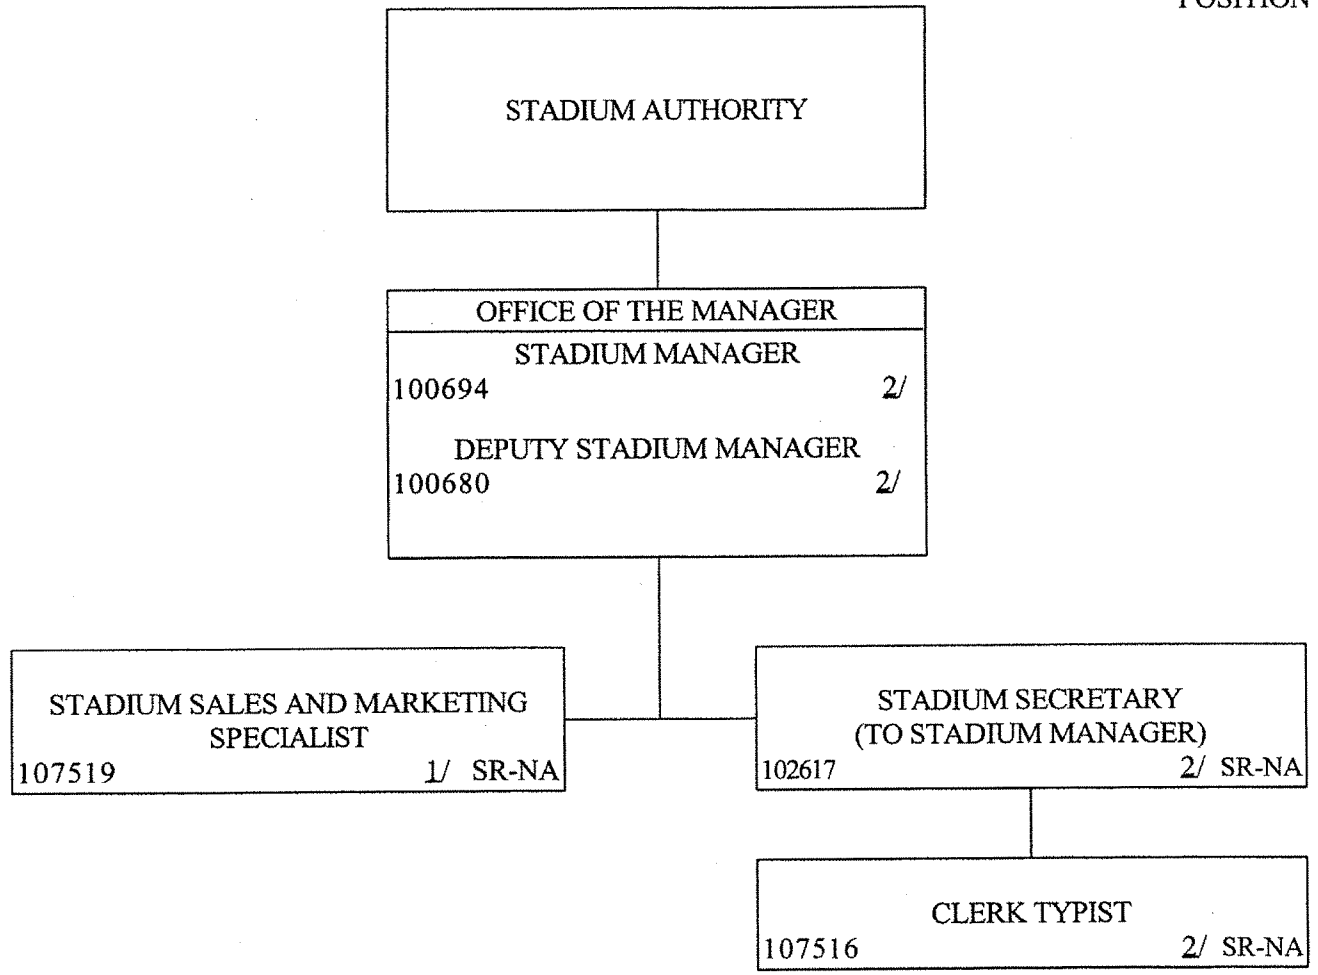 POSITION
STADIUM AUTHORITY
OFFICE OF THE MANAGER
STADIUM MANAGER
100694 2/
DEPUTY STADIUM MANAGER
100680 2/
STADIUM SALES AND MARKETING
SPECIALIST
107519 1/ SR-NA
STADIUM SECRETARY
(TO STADIUM MANAGER)
102617 2/ SR-NA
CLERK TYPIST
107516 2/ SR-NA